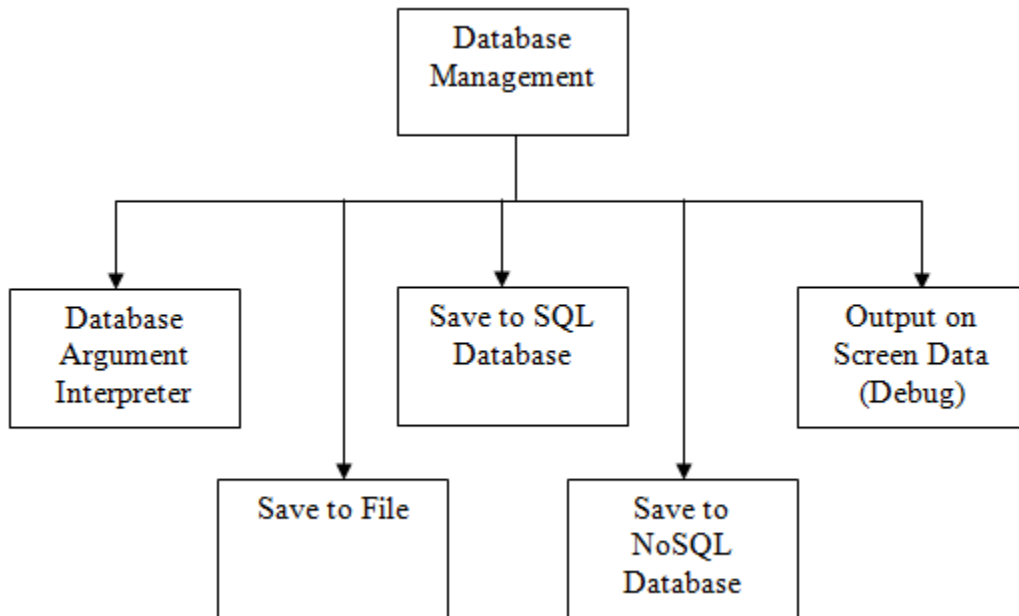 Database
Management
Database
Argument
Interpreter
Save to SQL
Database
Output on
Screen Data
(Debug)
Save to File
Save to
NoSQL
Database